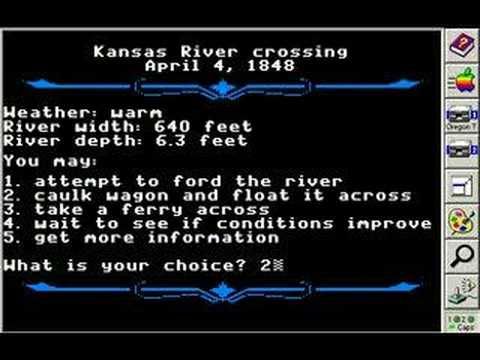 Kansas River crossing
April 4, 1848
Weather: warm
River width: 640 feet
River depth: 6.3 feet
You may:
1. attempt to ford the river
2. caulk wagon and float it across
3. take a ferry across
4. wait to see if conditions improve
5. get more information
What is your choice? 2
?
Oregon T
1 2
Caps